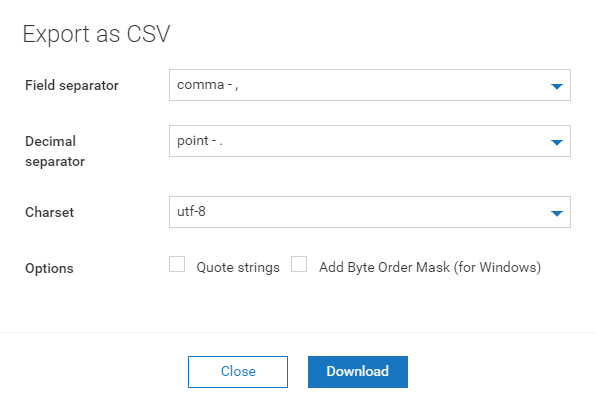 Export as CSV
Field separator
comma - ,
Decimal
separator
point - .
Charset
utf-8
Options
Quote strings
Add Byte Order Mask (for Windows)
Close
Download